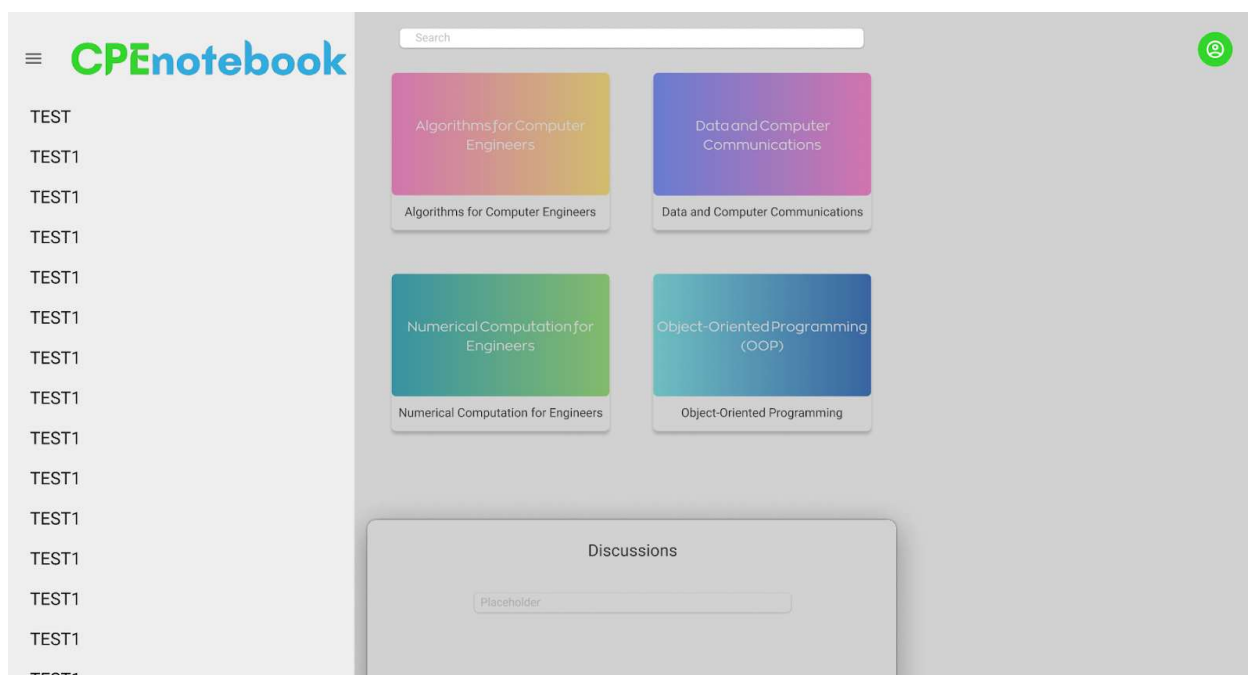 CPEnotebook
TEST
TEST1
TEST1
TEST1
TEST1
TEST1
TEST1
TEST1
TEST1
TEST1
TEST1
TEST1
TEST1
TEST1
Search
Algorithms for Computer
Engineers
Algorithms for Computer Engineers
Data and Computer
Communications
Data and Computer Communications
Numerical Computation for
Engineers
Numerical Computation for Engineers
Object-Oriented Programming
(OOP)
Object-Oriented Programming
Discussions
Placeholder